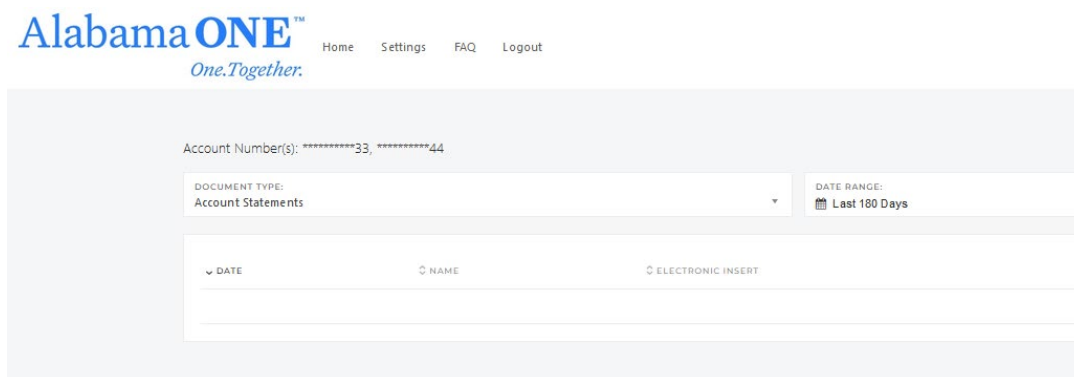 Alabama ONE™
One.Together.
Home Settings FAQ Logout
Account Number(s): **********33, **********44
DOCUMENT TYPE:
Account Statements
DATE RANGE:
Last 180 Days
DATE NAME ELECTRONIC INSERT